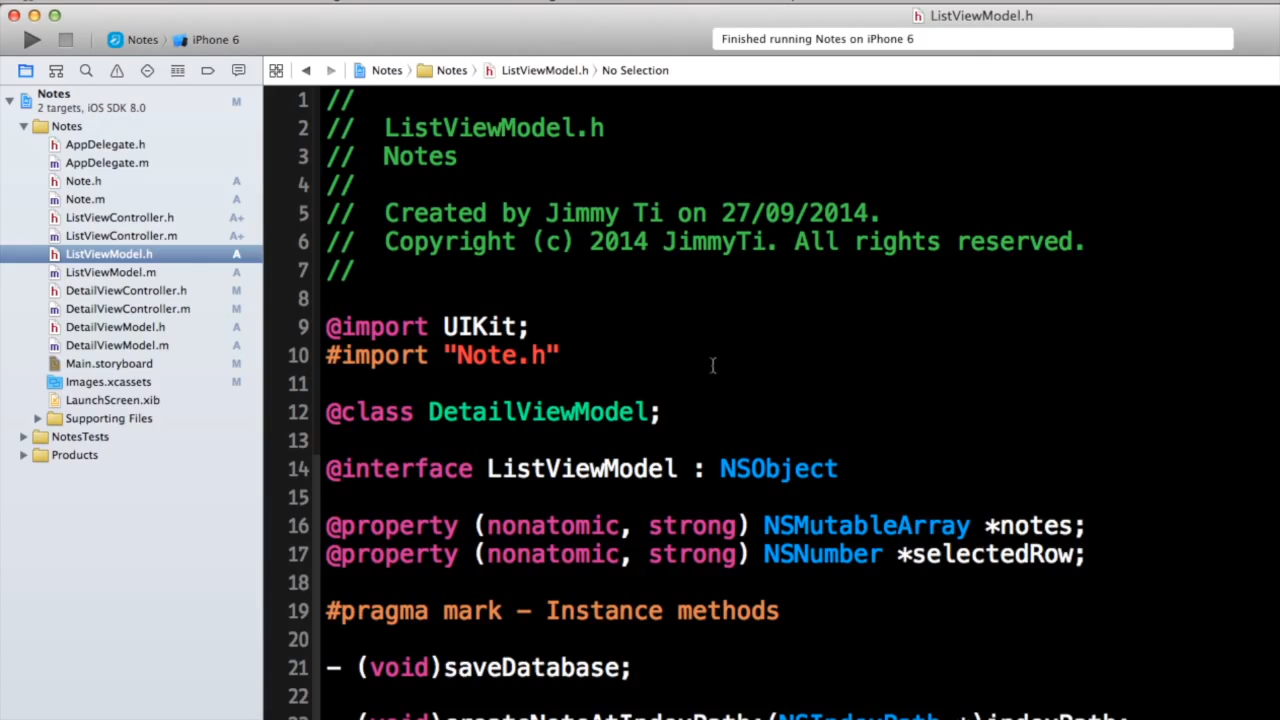 ListViewModel.h
Notes 〉 iPhone 6
Finished running Notes on iPhone 6
Notes 〉 Notes 〉 ListViewModel.h 〉 No Selection
Notes
2 targets, iOS SDK 8.0 M
Notes
AppDelegate.h
AppDelegate.m
Note.h A
Note.m A
ListViewController.h A+
ListViewController.m A+
ListViewModel.h A
ListViewModel.m A
DetailViewController.h M
DetailViewController.m M
DetailViewModel.h A
DetailViewModel.m A
Main.storyboard M
Images.xcassets M
LaunchScreen.xib
Supporting Files
NotesTests
Products
1 //
2 //  ListViewModel.h
3 //  Notes
4 //
5 //  Created by Jimmy Ti on 27/09/2014.
6 //  Copyright (c) 2014 JimmyTi. All rights reserved.
7 //
8
9 @import UIKit;
10 #import "Note.h"
11
12 @class DetailViewModel;
13
14 @interface ListViewModel : NSObject
15
16 @property (nonatomic, strong) NSMutableArray *notes;
17 @property (nonatomic, strong) NSNumber *selectedRow;
18
19 #pragma mark - Instance methods
20
21 - (void)saveDatabase;
22
23 - (void)createNoteAtIndexPath:(NSIndexPath *)indexPath;